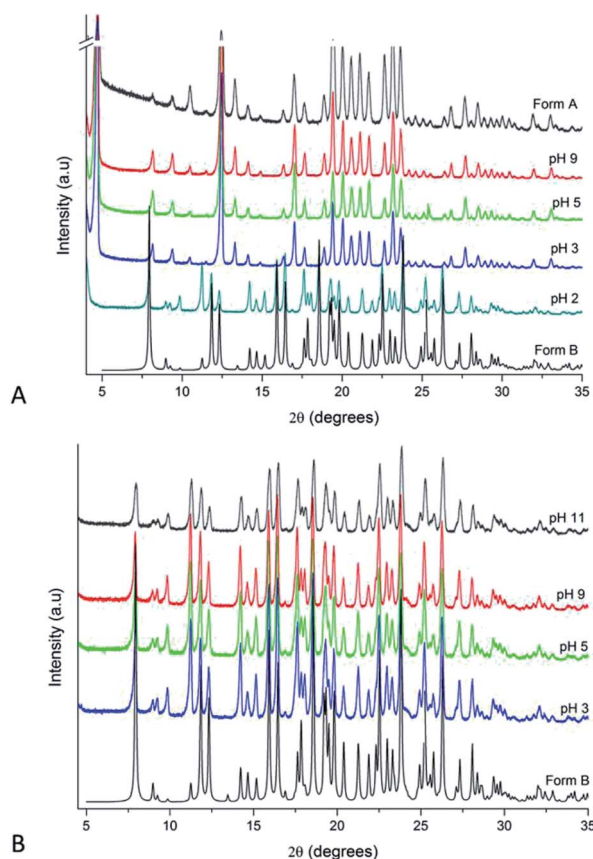 Intensity (a.u)
Form A
pH 9
pH 5
pH 3
pH 2
Form B
5 10 15 20 25 30 35
2θ (degrees)
A
Intensity (a.u)
pH 11
pH 9
pH 5
pH 3
Form B
5 10 15 20 25 30 35
2θ (degrees)
B